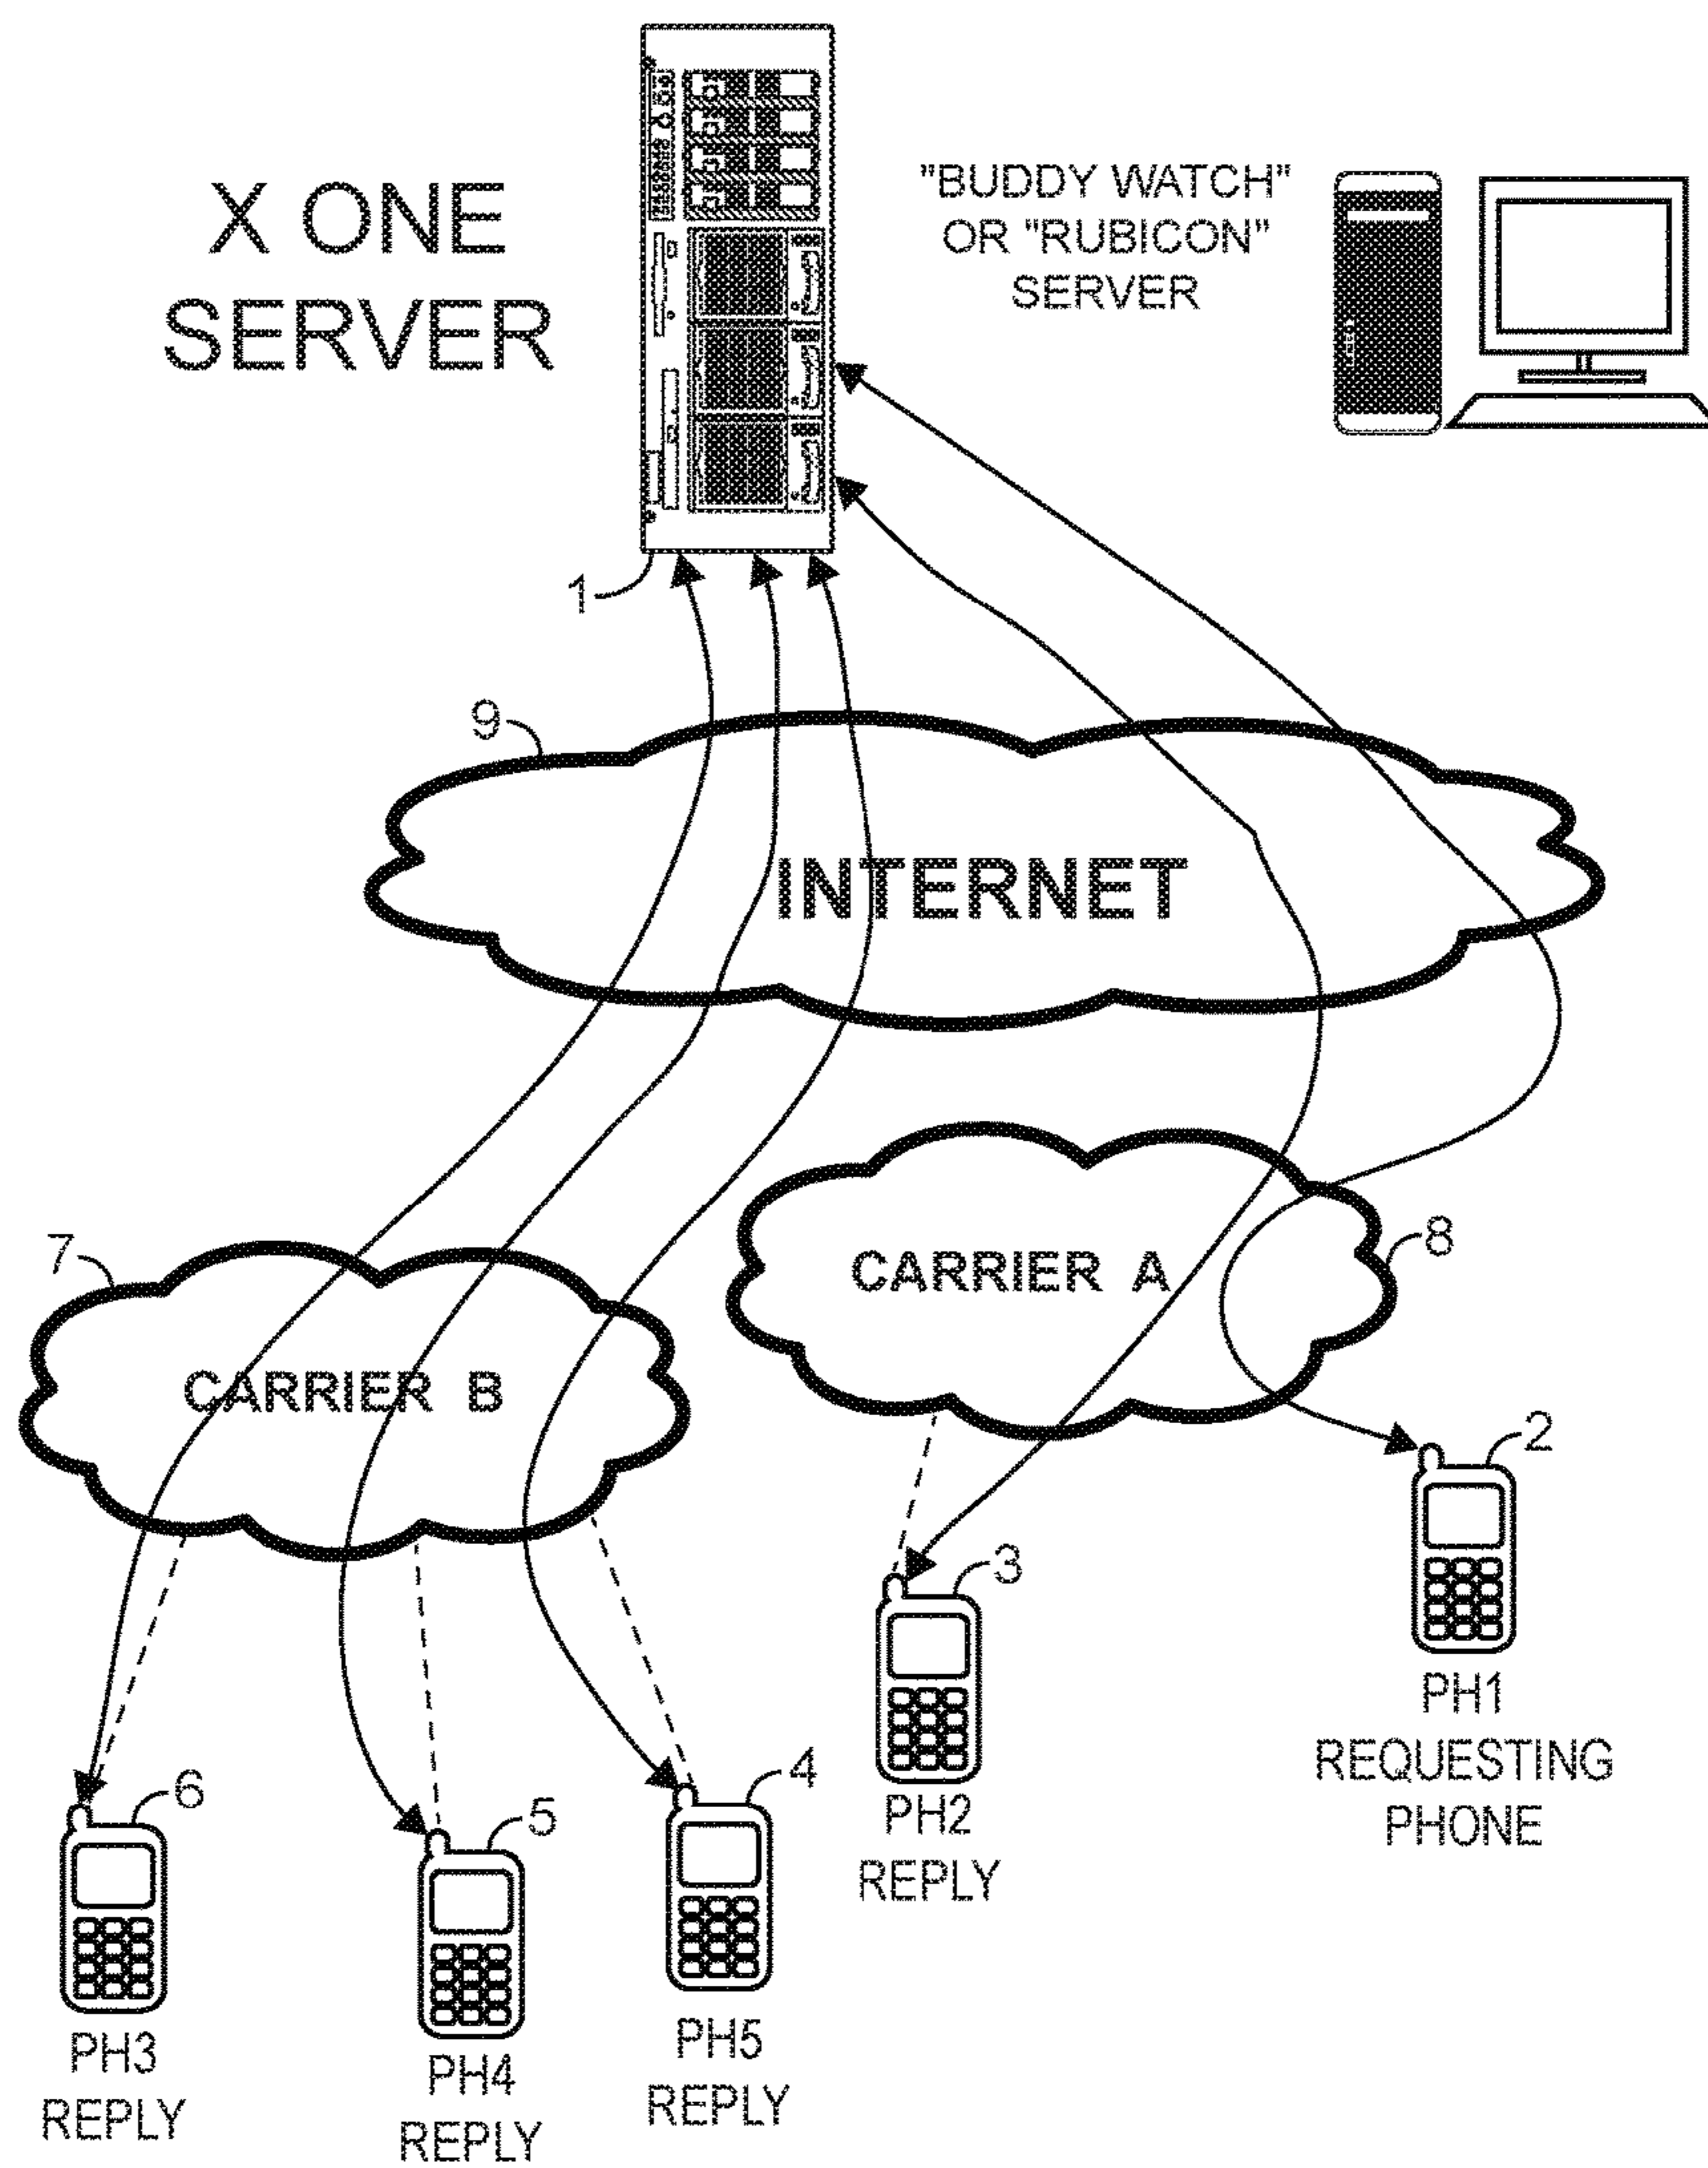 X ONE
SERVER
"BUDDY WATCH"
OR "RUBICON"
SERVER
1
9
INTERNET
7
CARRIER B
CARRIER A
8
2
3
PH1
REQUESTING
PHONE
4
PH2
REPLY
6
5
PH3
REPLY
PH4
REPLY
PH5
REPLY